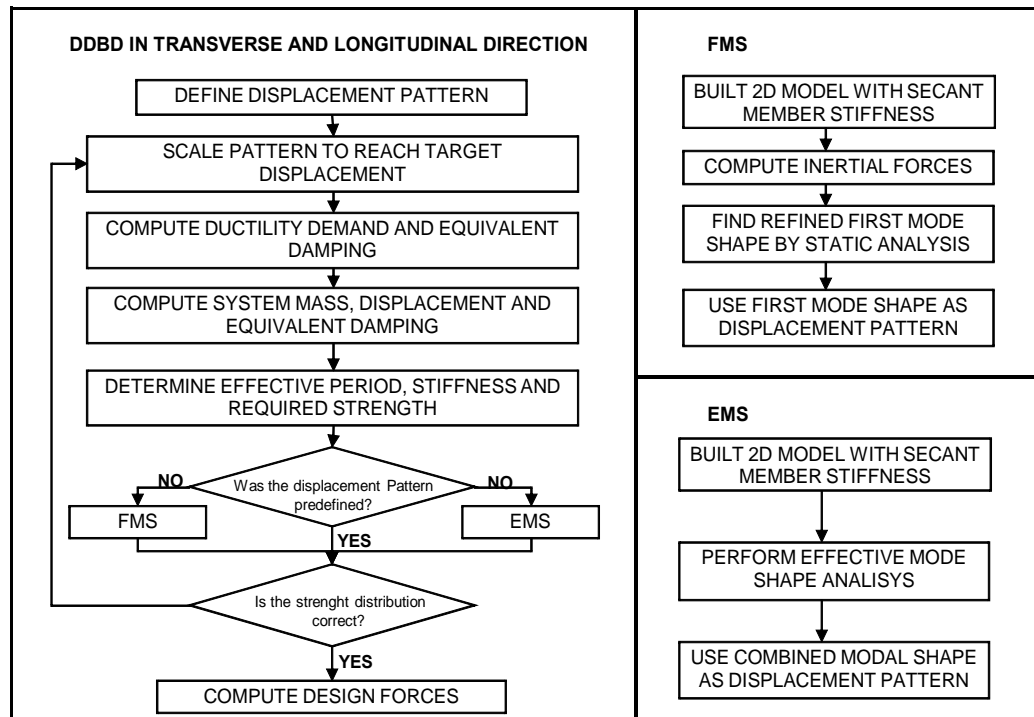 DDBD IN TRANSVERSE AND LONGITUDINAL DIRECTION
DEFINE DISPLACEMENT PATTERN
SCALE PATTERN TO REACH TARGET
DISPLACEMENT
COMPUTE DUCTILITY DEMAND AND EQUIVALENT
DAMPING
COMPUTE SYSTEM MASS, DISPLACEMENT AND
EQUIVALENT DAMPING
DETERMINE EFFECTIVE PERIOD, STIFFNESS AND
REQUIRED STRENGTH
NO
Was the displacement Pattern
predefined?
NO
FMS
EMS
YES
Is the strenght distribution
correct?
YES
COMPUTE DESIGN FORCES
FMS
BUILT 2D MODEL WITH SECANT
MEMBER STIFFNESS
COMPUTE INERTIAL FORCES
FIND REFINED FIRST MODE
SHAPE BY STATIC ANALYSIS
USE FIRST MODE SHAPE AS
DISPLACEMENT PATTERN
EMS
BUILT 2D MODEL WITH SECANT
MEMBER STIFFNESS
PERFORM EFFECTIVE MODE
SHAPE ANALISYS
USE COMBINED MODAL SHAPE
AS DISPLACEMENT PATTERN